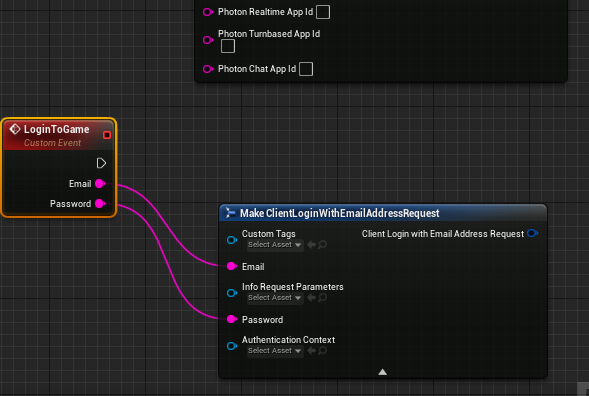 Photon Realtime App Id
Photon Turnbased App Id
Photon Chat App Id
LoginToGame
Custom Event
Email
Password
Make ClientLoginWithEmailAddressRequest
Custom Tags
Client Login with Email Address Request
Select Asset
Email
Info Request Parameters
Select Asset
Password
Authentication Context
Select Asset